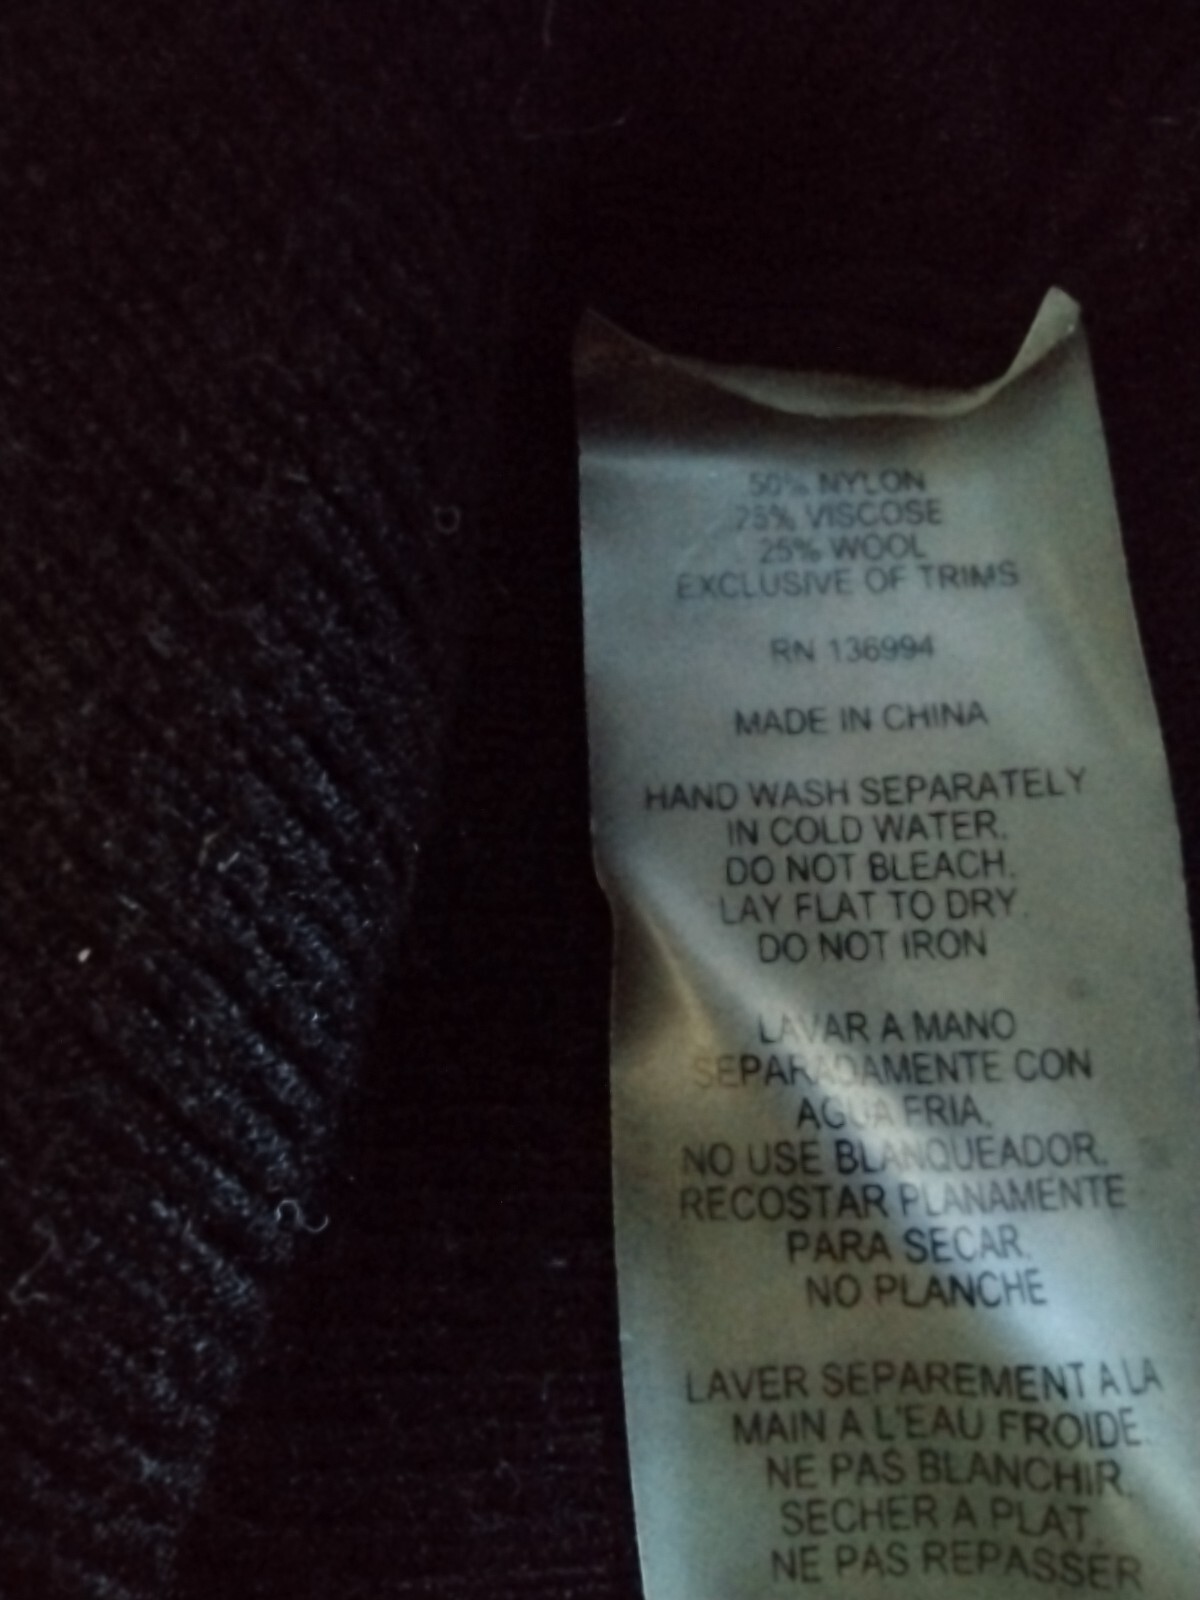 50% NYLON
25% VISCOSE
25% WOOL
EXCLUSIVE OF TRIMS
RN 136994
MADE IN CHINA
HAND WASH SEPARATELY
IN COLD WATER.
DO NOT BLEACH.
LAY FLAT TO DRY.
DO NOT IRON
LAVAR A MANO
SEPARADAMENTE CON
AGUA FRIA.
NO USE BLANQUEADOR.
RECOSTAR PLANAMENTE
PARA SECAR.
NO PLANCHE
LAVER SEPAREMENT A LA
MAIN A L'EAU FROIDE.
NE PAS BLANCHIR.
SECHER A PLAT.
NE PAS REPASSER